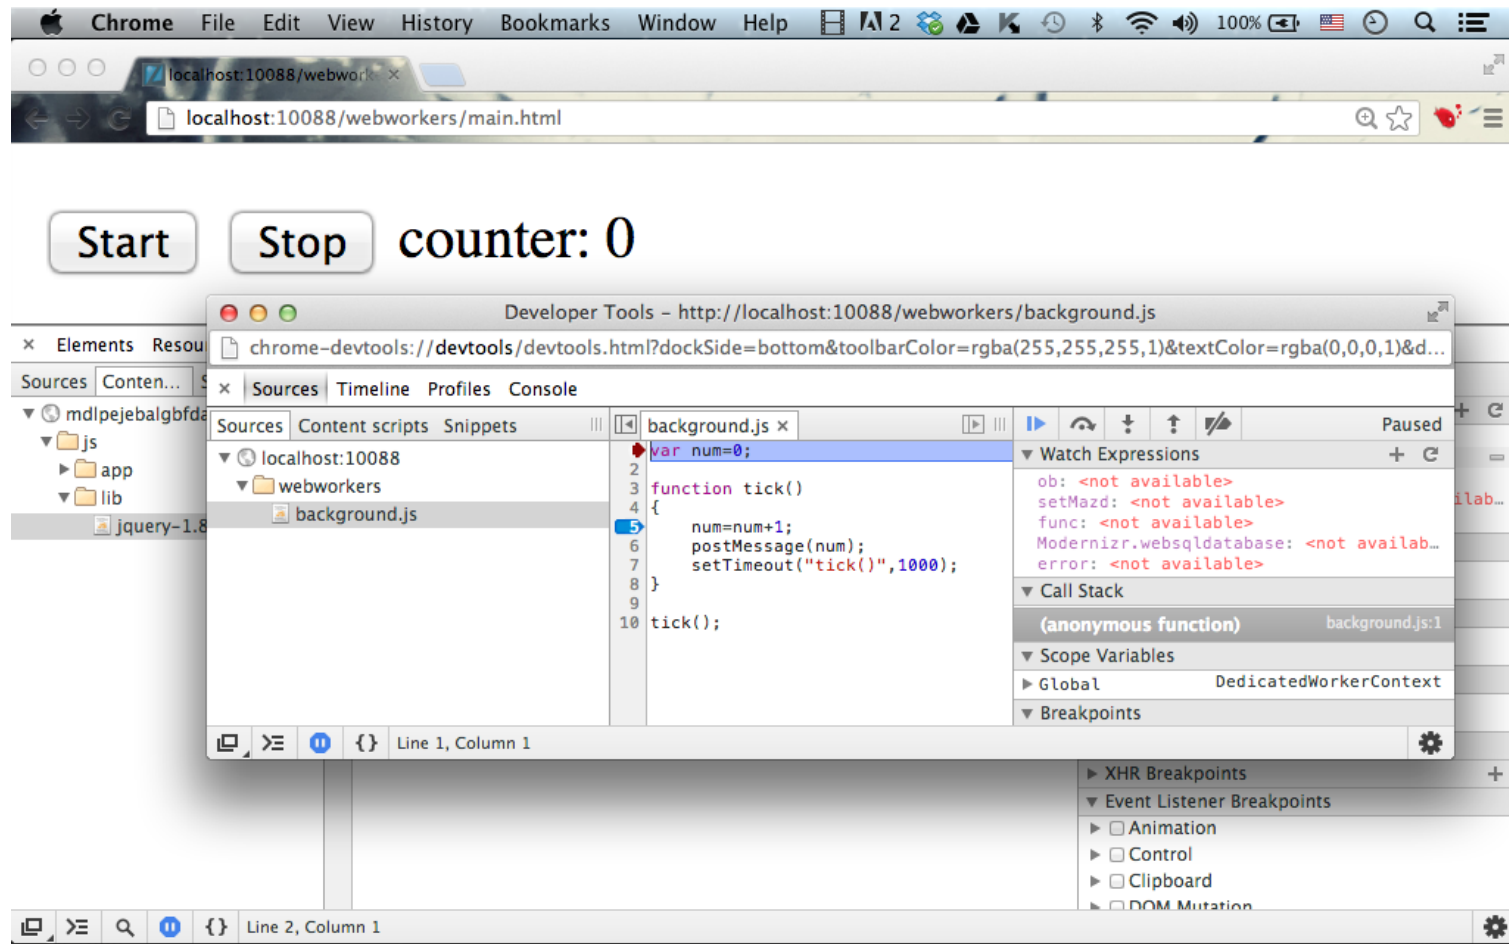 Chrome File Edit View History Bookmarks Window Help 2 100%
localhost:10088/webwork
localhost:10088/webworkers/main.html
Start Stop counter: 0
Developer Tools - http://localhost:10088/webworkers/background.js
chrome-devtools://devtools/devtools.html?dockSide=bottom&toolbarColor=rgba(255,255,255,1)&textColor=rgba(0,0,0,1)&d...
× Elements Resou
× Sources Timeline Profiles Console
Sources Conten... S
Sources Content scripts Snippets
background.js ×
Paused
mdlpejebalgbfda
js
app
lib
jquery-1.8
localhost:10088
webworkers
background.js
var num=0;
2
3 function tick()
4 {
5 num=num+1;
6 postMessage(num);
7 setTimeout("tick()",1000);
8 }
9
10 tick();
Watch Expressions
ob: <not available>
setMazd: <not available>
func: <not available>
Modernizr.websqldatabase: <not availab…
error: <not available>
ilab…
Call Stack
(anonymous function) background.js:1
Scope Variables
Global DedicatedWorkerContext
Breakpoints
{} Line 1, Column 1
XHR Breakpoints
Event Listener Breakpoints
Animation
Control
Clipboard
DOM Mutation
{} Line 2, Column 1